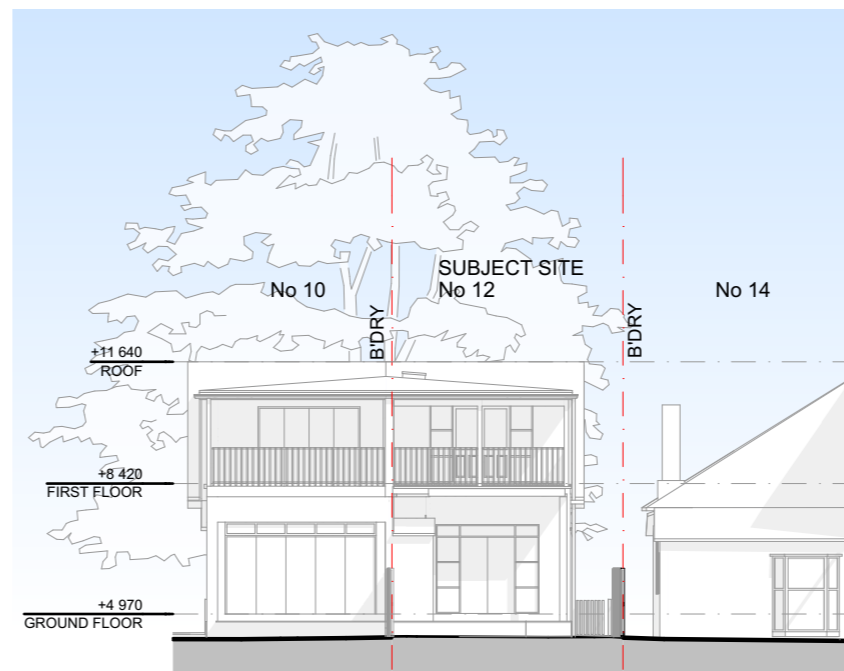 SUBJECT SITE
No 10
No 12
No 14
B'DRY
B'DRY
+11 640
ROOF
+8 420
FIRST FLOOR
+4 970
GROUND FLOOR